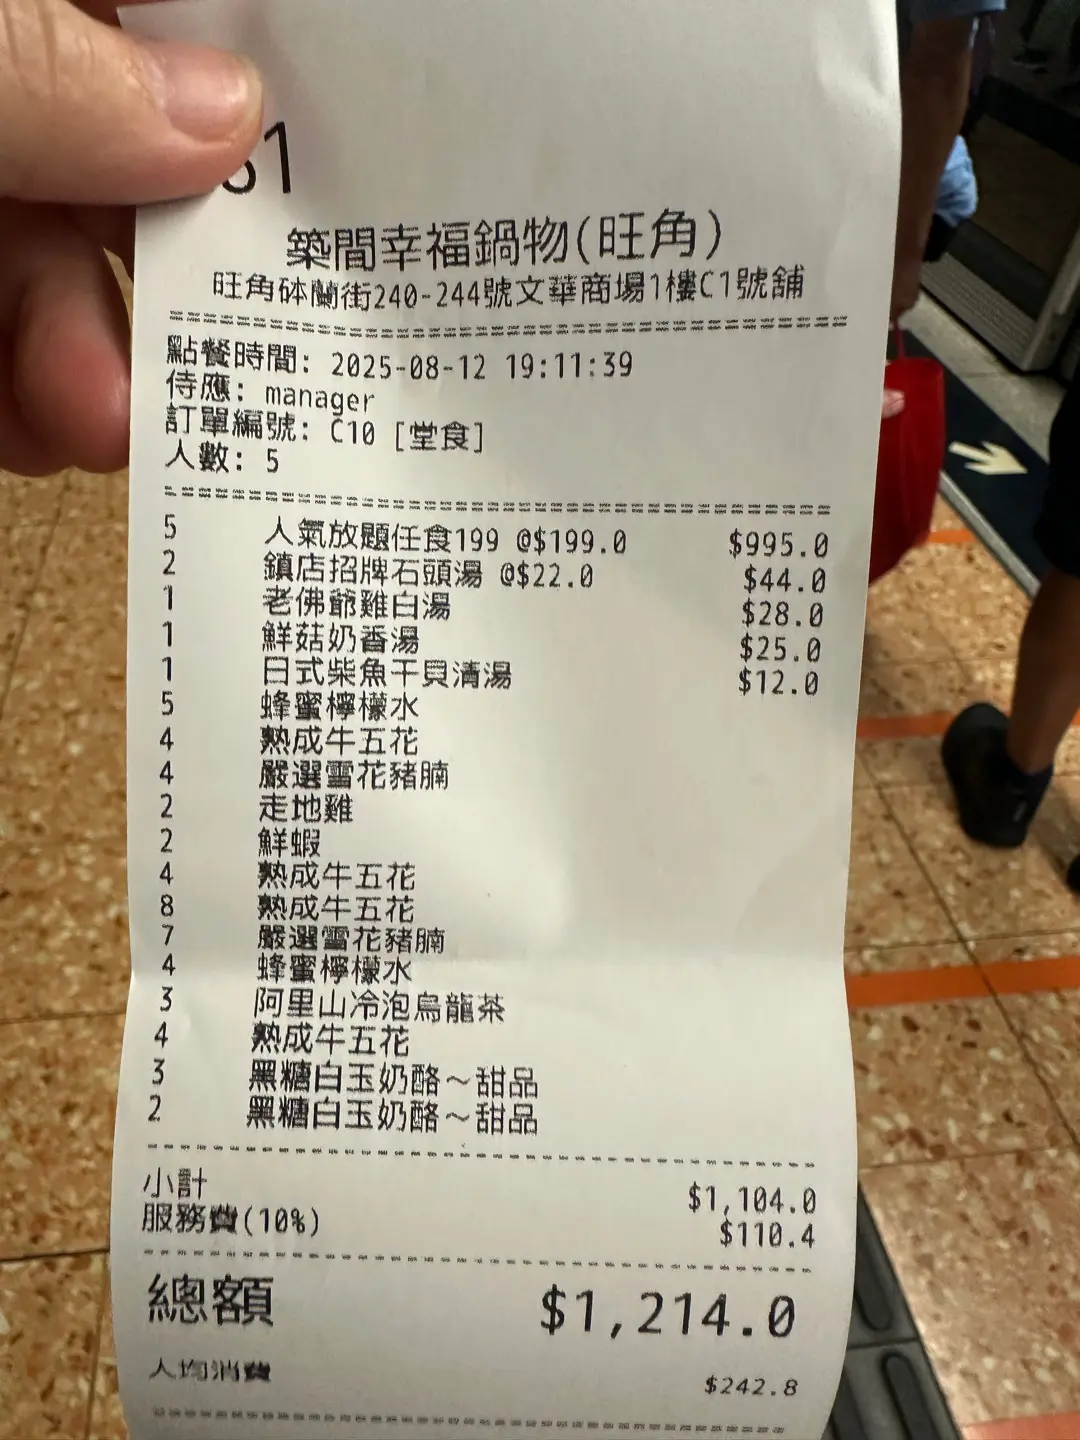 31
築間幸福鍋物(旺角)
旺角砵蘭街240-244號文華商場1樓C1號舖
點餐時間: 2025-08-12 19:11:39
侍應: manager
訂單編號: C10 [堂食]
人數: 5
5 人氣放題任食199 @$199.0 $995.0
2 鎮店招牌石頭湯 @$22.0 $44.0
1 老佛爺雞白湯 $28.0
1 鮮菇奶香湯 $25.0
1 日式柴魚干貝清湯 $12.0
5 蜂蜜檸檬水
4 熟成牛五花
4 嚴選雪花豬腩
2 走地雞
2 鮮蝦
4 熟成牛五花
8 熟成牛五花
7 嚴選雪花豬腩
4 蜂蜜檸檬水
3 阿里山冷泡烏龍茶
4 熟成牛五花
3 黑糖白玉奶酪～甜品
2 黑糖白玉奶酪～甜品
小計 $1,104.0
服務費(10%) $110.4
總額 $1,214.0
人均消費 $242.8